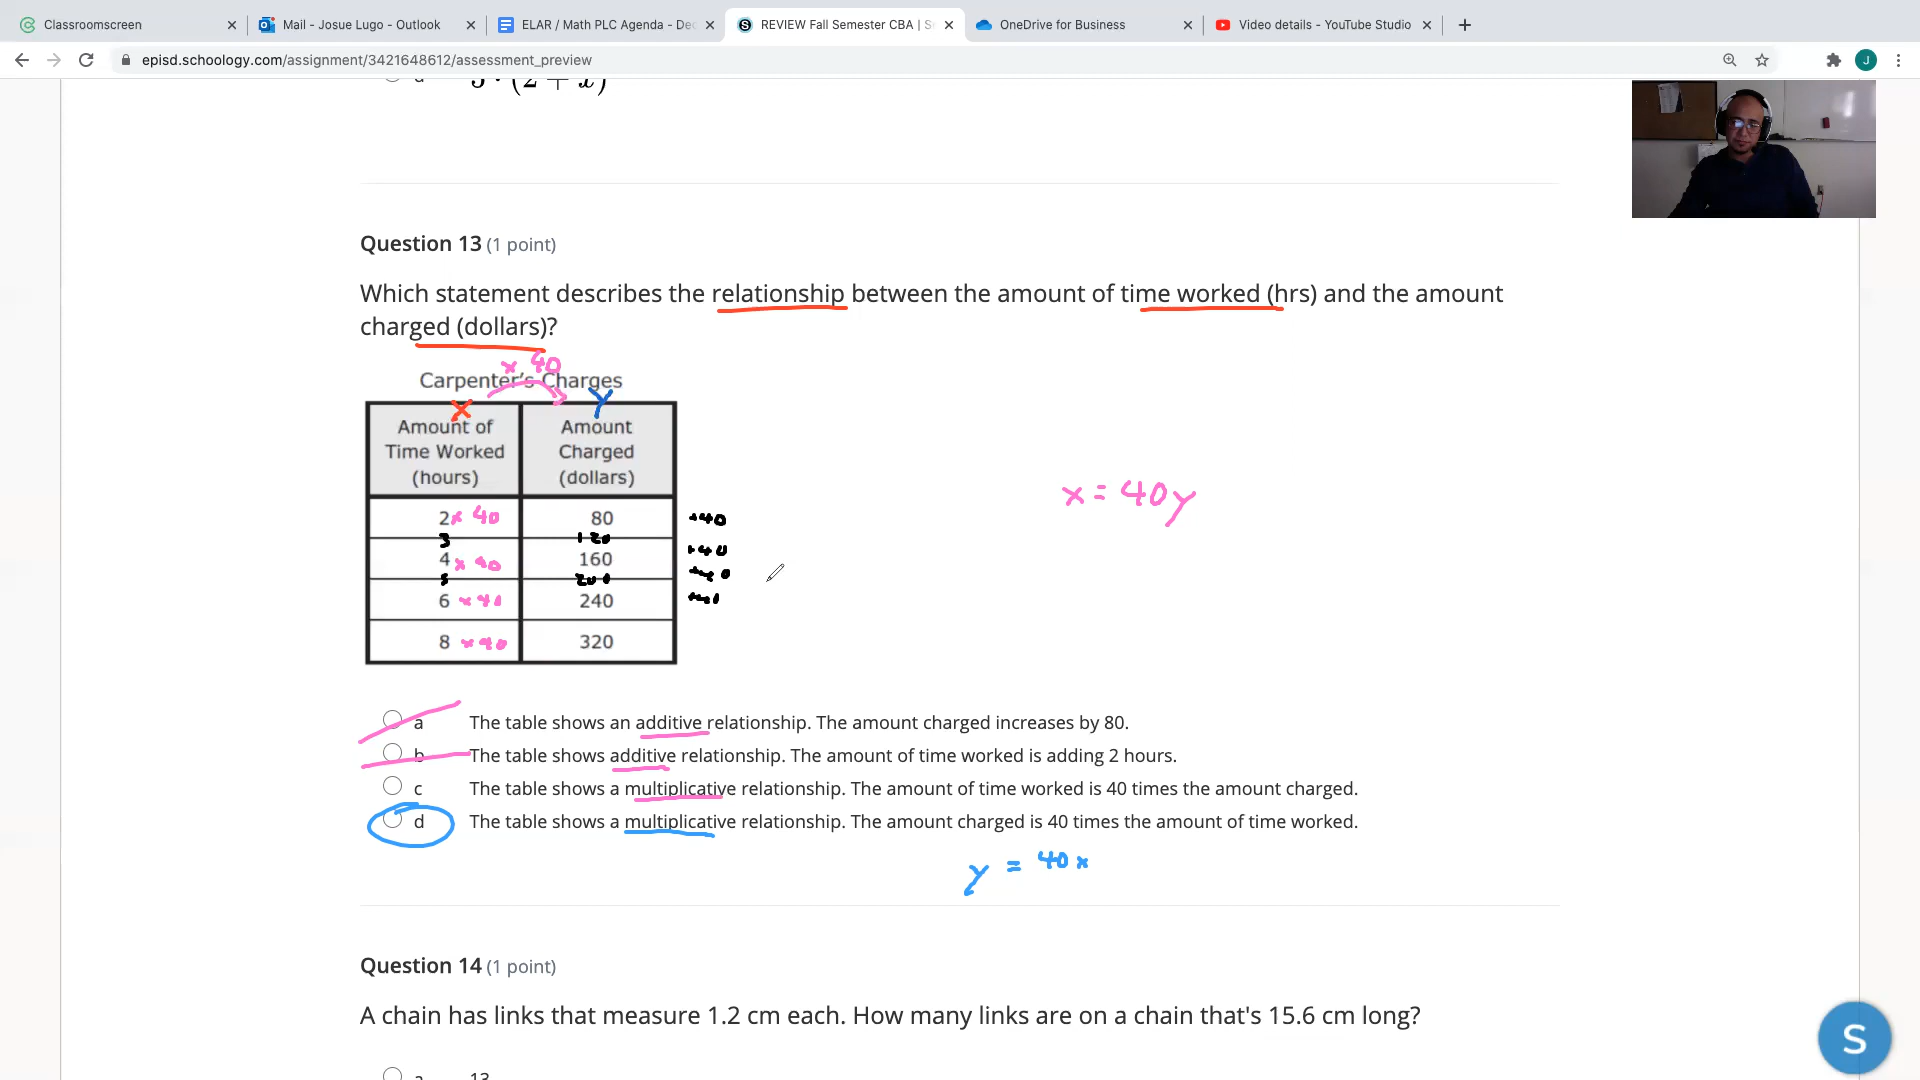 Classroomscreen
Mail - Josue Lugo - Outlook
ELAR / Math PLC Agenda - Dec
REVIEW Fall Semester CBA | S
OneDrive for Business
Video details - YouTube Studio
episd.schoology.com/assignment/3421648612/assessment_preview
J
Question 13 (1 point)
Which statement describes the relationship between the amount of time worked (hrs) and the amount
charged (dollars)?
x 40
Carpenter's Charges
x y
Amount of Time Worked (hours) Amount Charged (dollars)
2 x 40 80 +40
3 120
4 x 40 160 +40
5 200
6 x 40 240
8 x 40 320
x = 40y
a The table shows an additive relationship. The amount charged increases by 80.
b The table shows additive relationship. The amount of time worked is adding 2 hours.
c The table shows a multiplicative relationship. The amount of time worked is 40 times the amount charged.
d The table shows a multiplicative relationship. The amount charged is 40 times the amount of time worked.
y = 40x
Question 14 (1 point)
A chain has links that measure 1.2 cm each. How many links are on a chain that's 15.6 cm long?
a 13
S